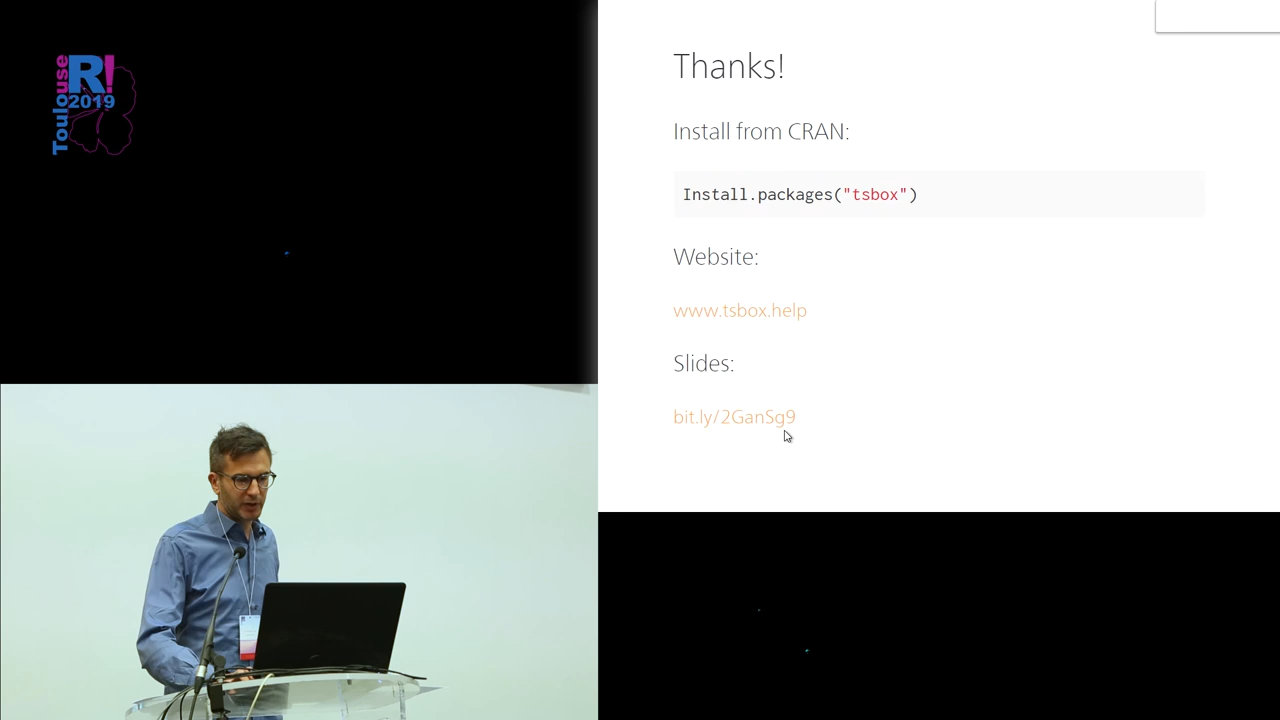 Toulouse
R!
2019
Thanks!
Install from CRAN:
Install.packages("tsbox")
Website:
www.tsbox.help
Slides:
bit.ly/2GanSg9